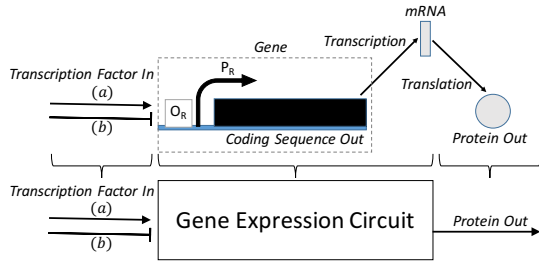 mRNA
Gene
Transcription
P_R
Transcription Factor In
(a)
O_R
Translation
(b)
Coding Sequence Out
Protein Out
Transcription Factor In
(a)
Gene Expression Circuit
Protein Out
(b)